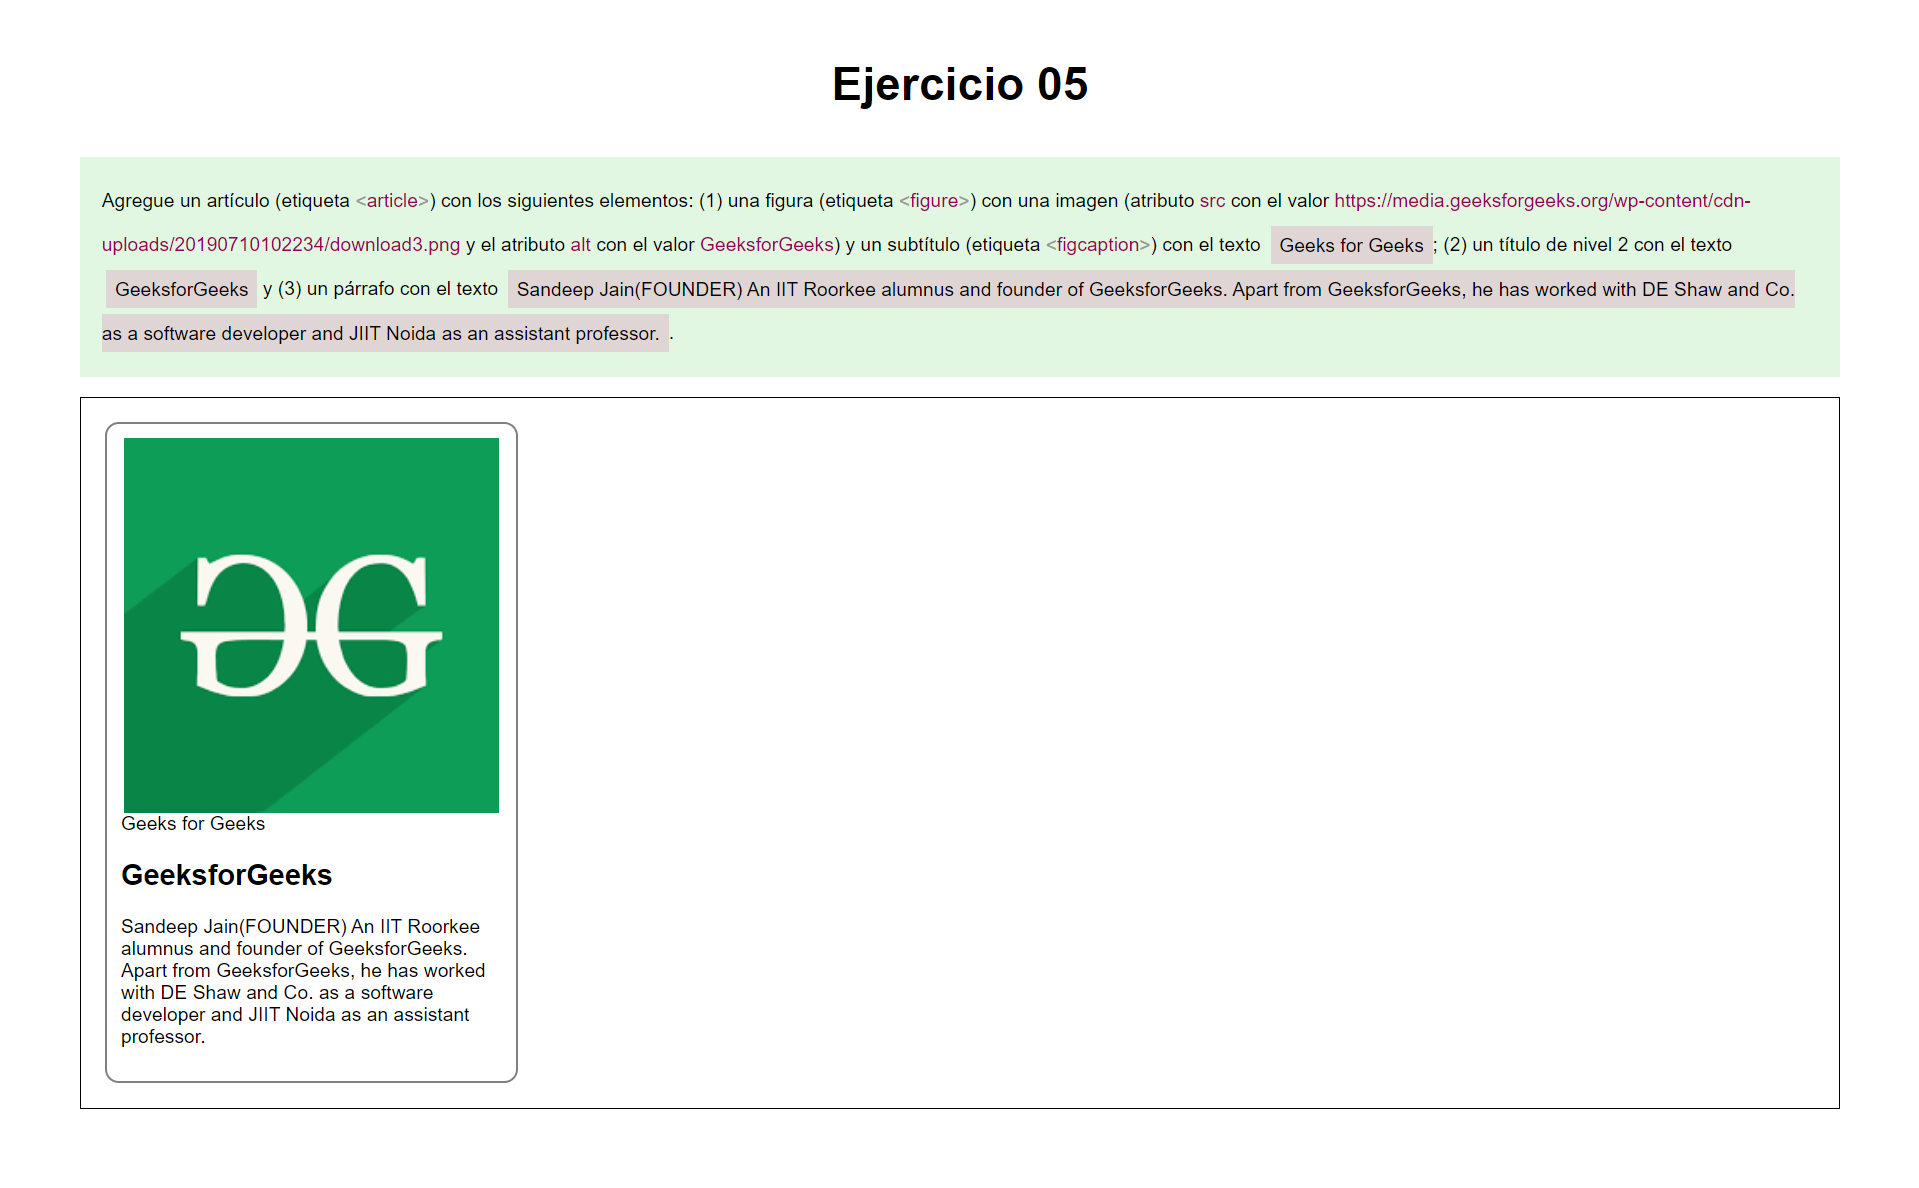 Ejercicio 05
Agregue un artículo (etiqueta <article>) con los siguientes elementos: (1) una figura (etiqueta <figure>) con una imagen (atributo src con el valor https://media.geeksforgeeks.org/wp-content/cdn-
uploads/20190710102234/download3.png y el atributo alt con el valor GeeksforGeeks) y un subtítulo (etiqueta <figcaption>) con el texto Geeks for Geeks; (2) un título de nivel 2 con el texto
GeeksforGeeks y (3) un párrafo con el texto Sandeep Jain(FOUNDER) An IIT Roorkee alumnus and founder of GeeksforGeeks. Apart from GeeksforGeeks, he has worked with DE Shaw and Co.
as a software developer and JIIT Noida as an assistant professor. .
Geeks for Geeks
GeeksforGeeks
Sandeep Jain(FOUNDER) An IIT Roorkee
alumnus and founder of GeeksforGeeks.
Apart from GeeksforGeeks, he has worked
with DE Shaw and Co. as a software
developer and JIIT Noida as an assistant
professor.